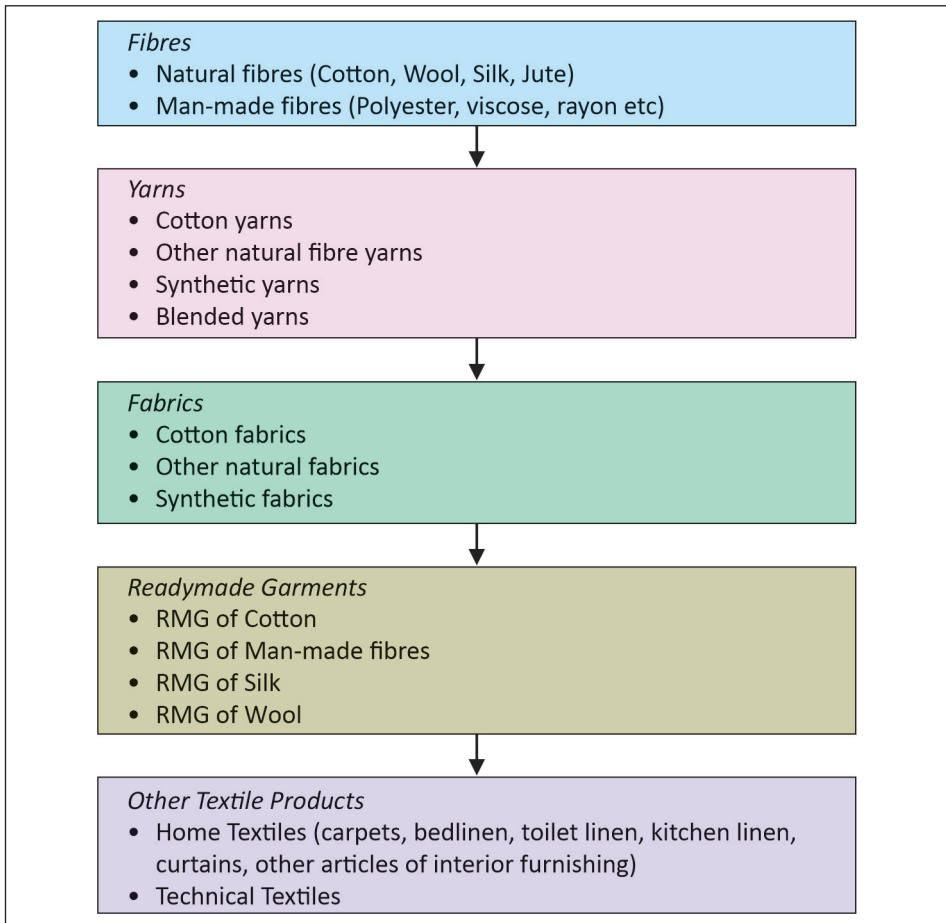 Fibres
• Natural fibres (Cotton, Wool, Silk, Jute)
• Man-made fibres (Polyester, viscose, rayon etc)
Yarns
• Cotton yarns
• Other natural fibre yarns
• Synthetic yarns
• Blended yarns
Fabrics
• Cotton fabrics
• Other natural fabrics
• Synthetic fabrics
Readymade Garments
• RMG of Cotton
• RMG of Man-made fibres
• RMG of Silk
• RMG of Wool
Other Textile Products
• Home Textiles (carpets, bedlinen, toilet linen, kitchen linen,
curtains, other articles of interior furnishing)
• Technical Textiles